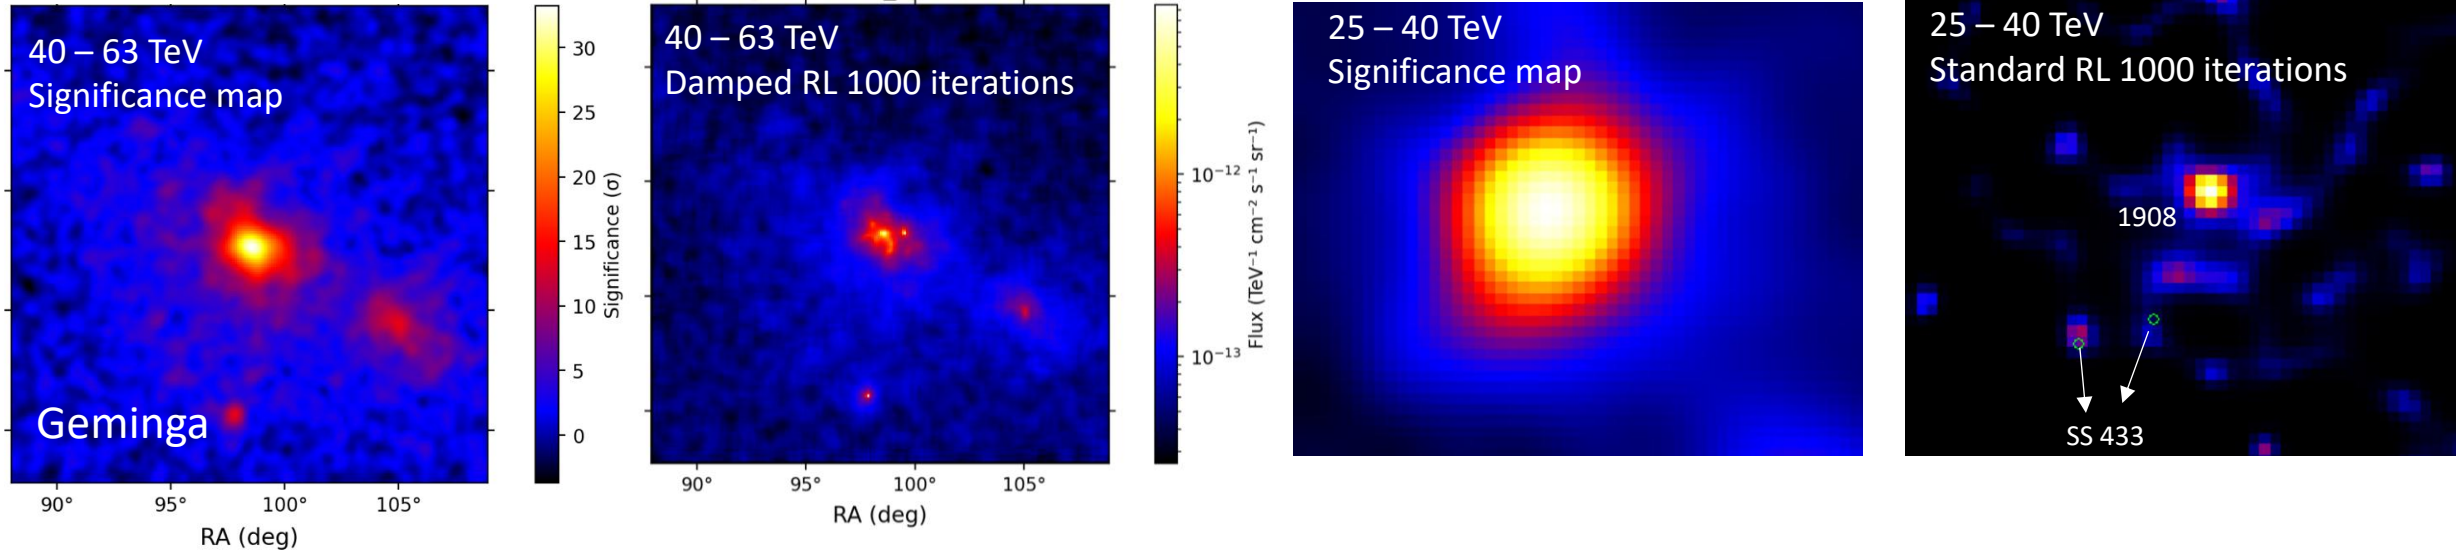 40 – 63 TeV
Significance map
Geminga
90°
95°
100°
105°
RA (deg)
30
25
20
15
10
5
0
Significance (σ)
40 – 63 TeV
Damped RL 1000 iterations
90°
95°
100°
105°
RA (deg)
10⁻¹²
10⁻¹³
Flux (TeV⁻¹ cm⁻² s⁻¹ sr⁻¹)
25 – 40 TeV
Significance map
25 – 40 TeV
Standard RL 1000 iterations
1908
SS 433